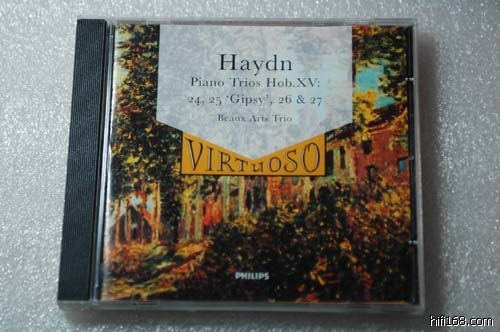 Haydn
Piano Trios Hob.XV:
24, 25 'Gipsy', 26 & 27
Beaux Arts Trio
VIRTUOSO
PHILIPS
hifi168.com